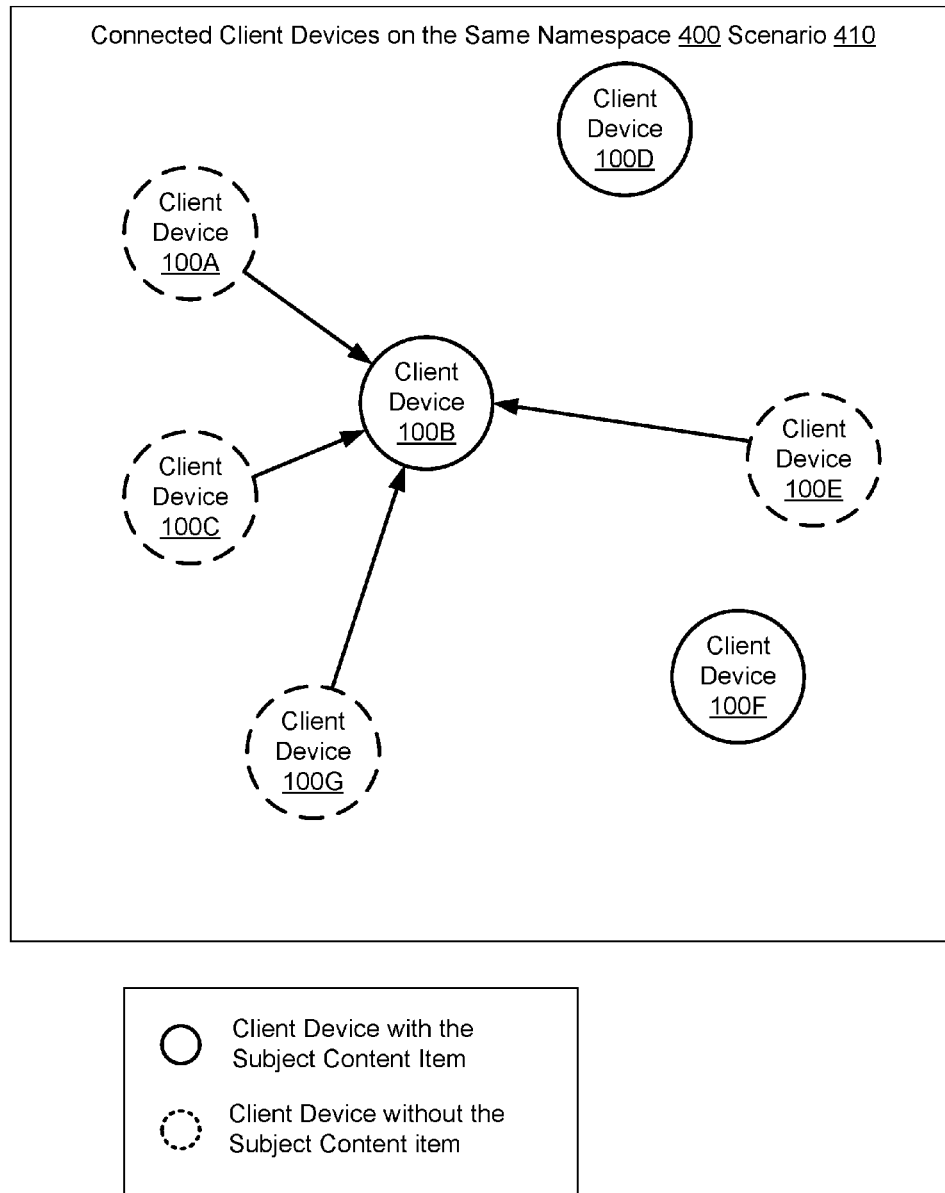 Connected Client Devices on the Same Namespace 400 Scenario 410
Client
Device
100D
Client
Device
100A
Client
Device
100B
Client
Device
100E
Client
Device
100C
Client
Device
100F
Client
Device
100G
Client Device with the
Subject Content Item
Client Device without the
Subject Content item